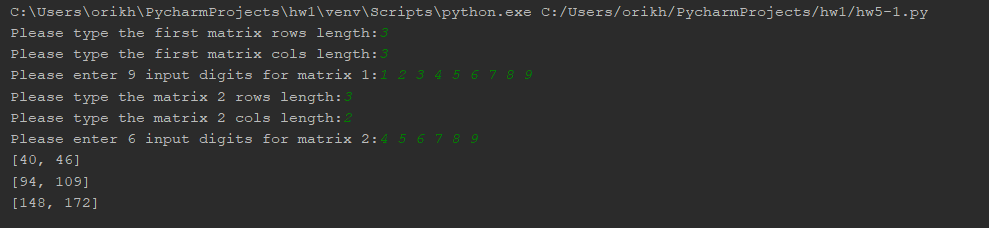 C:\Users\orikh\PycharmProjects\hw1\venv\Scripts\python.exe C:/Users/orikh/PycharmProjects/hw1/hw5-1.py
Please type the first matrix rows length:3
Please type the first matrix cols length:3
Please enter 9 input digits for matrix 1:1 2 3 4 5 6 7 8 9
Please type the matrix 2 rows length:3
Please type the matrix 2 cols length:2
Please enter 6 input digits for matrix 2:4 5 6 7 8 9
[40, 46]
[94, 109]
[148, 172]